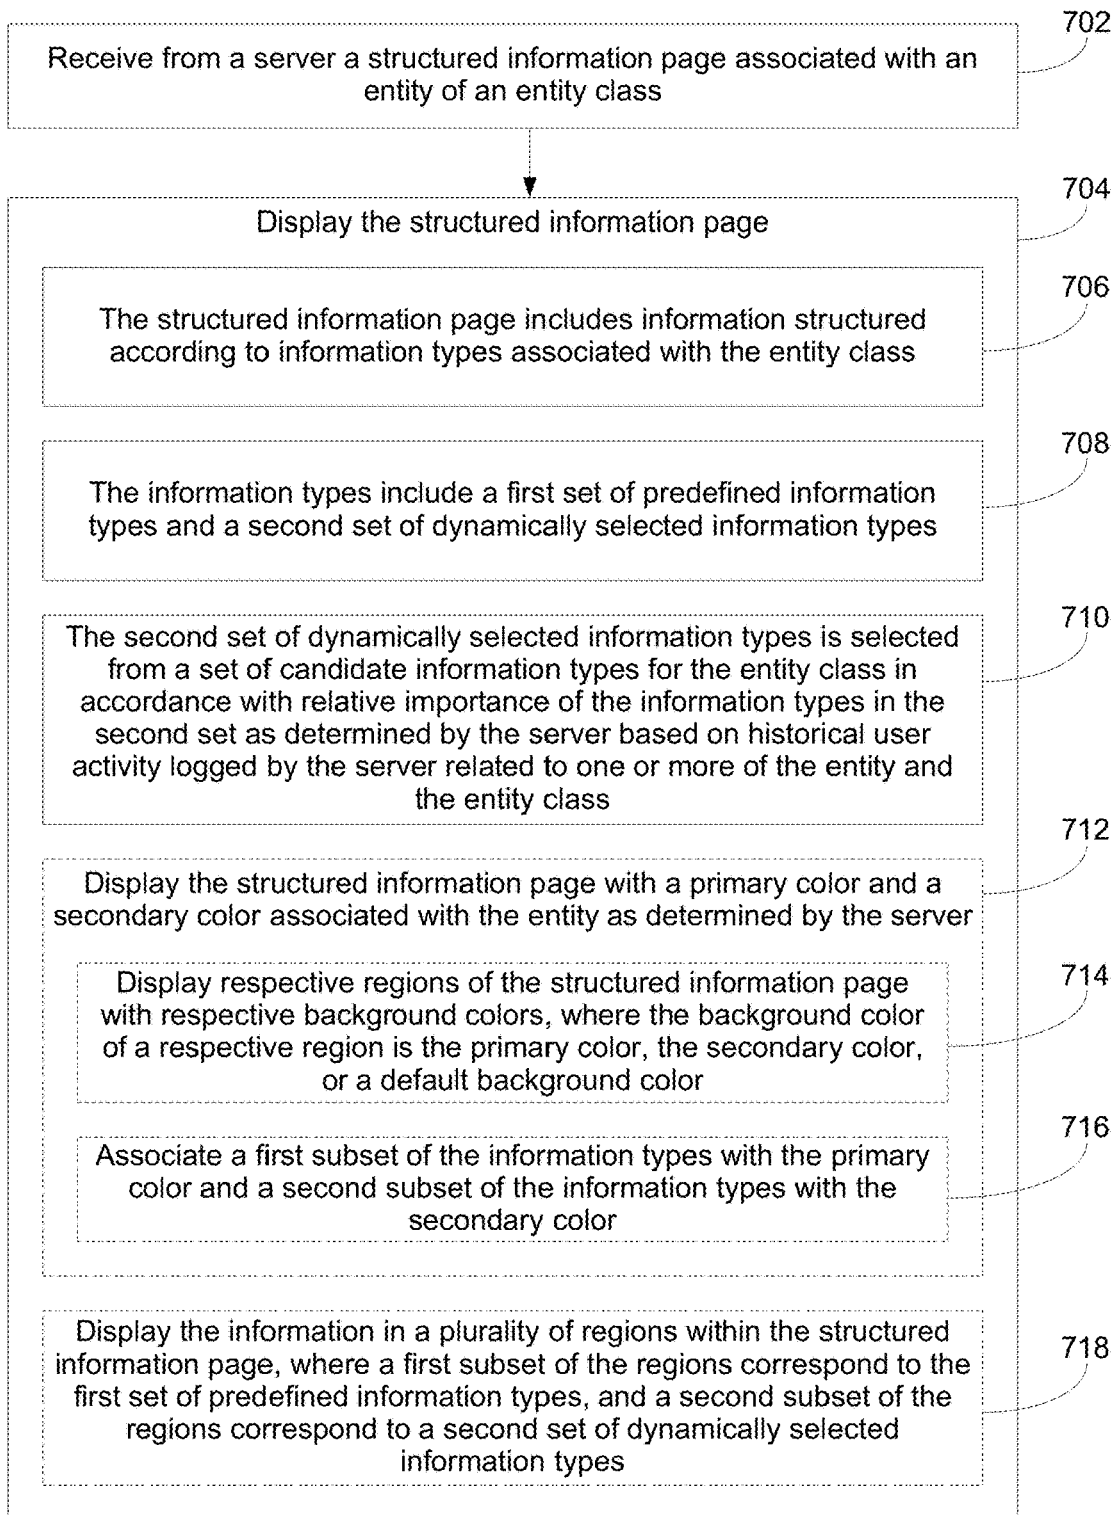 702
Receive from a server a structured information page associated with an
entity of an entity class
704
Display the structured information page
706
The structured information page includes information structured
according to information types associated with the entity class
708
The information types include a first set of predefined information
types and a second set of dynamically selected information types
710
The second set of dynamically selected information types is selected
from a set of candidate information types for the entity class in
accordance with relative importance of the information types in the
second set as determined by the server based on historical user
activity logged by the server related to one or more of the entity and
the entity class
712
Display the structured information page with a primary color and a
secondary color associated with the entity as determined by the server
714
Display respective regions of the structured information page
with respective background colors, where the background color
of a respective region is the primary color, the secondary color,
or a default background color
716
Associate a first subset of the information types with the primary
color and a second subset of the information types with the
secondary color
718
Display the information in a plurality of regions within the structured
information page, where a first subset of the regions correspond to the
first set of predefined information types, and a second subset of the
regions correspond to a second set of dynamically selected
information types